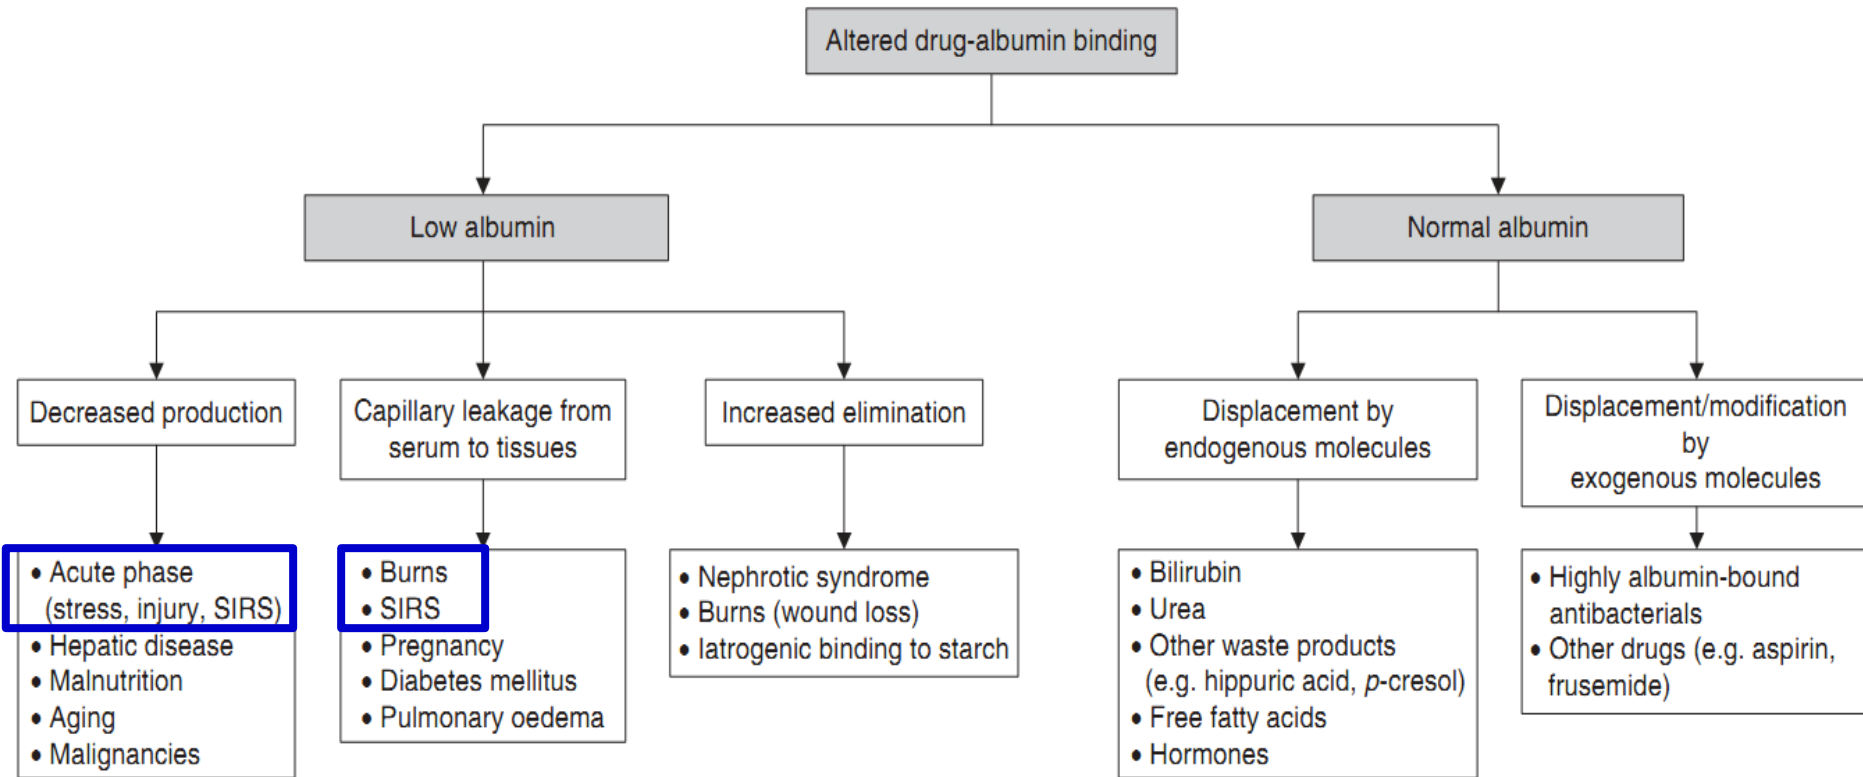 Altered drug-albumin binding
Low albumin
Normal albumin
Decreased production
Capillary leakage from
serum to tissues
Increased elimination
Displacement by
endogenous molecules
Displacement/modification
by
exogenous molecules
• Acute phase
(stress, injury, SIRS)
• Hepatic disease
• Malnutrition
• Aging
• Malignancies
• Burns
• SIRS
• Pregnancy
• Diabetes mellitus
• Pulmonary oedema
• Nephrotic syndrome
• Burns (wound loss)
• Iatrogenic binding to starch
• Bilirubin
• Urea
• Other waste products
(e.g. hippuric acid, p-cresol)
• Free fatty acids
• Hormones
• Highly albumin-bound
antibacterials
• Other drugs (e.g. aspirin,
frusemide)